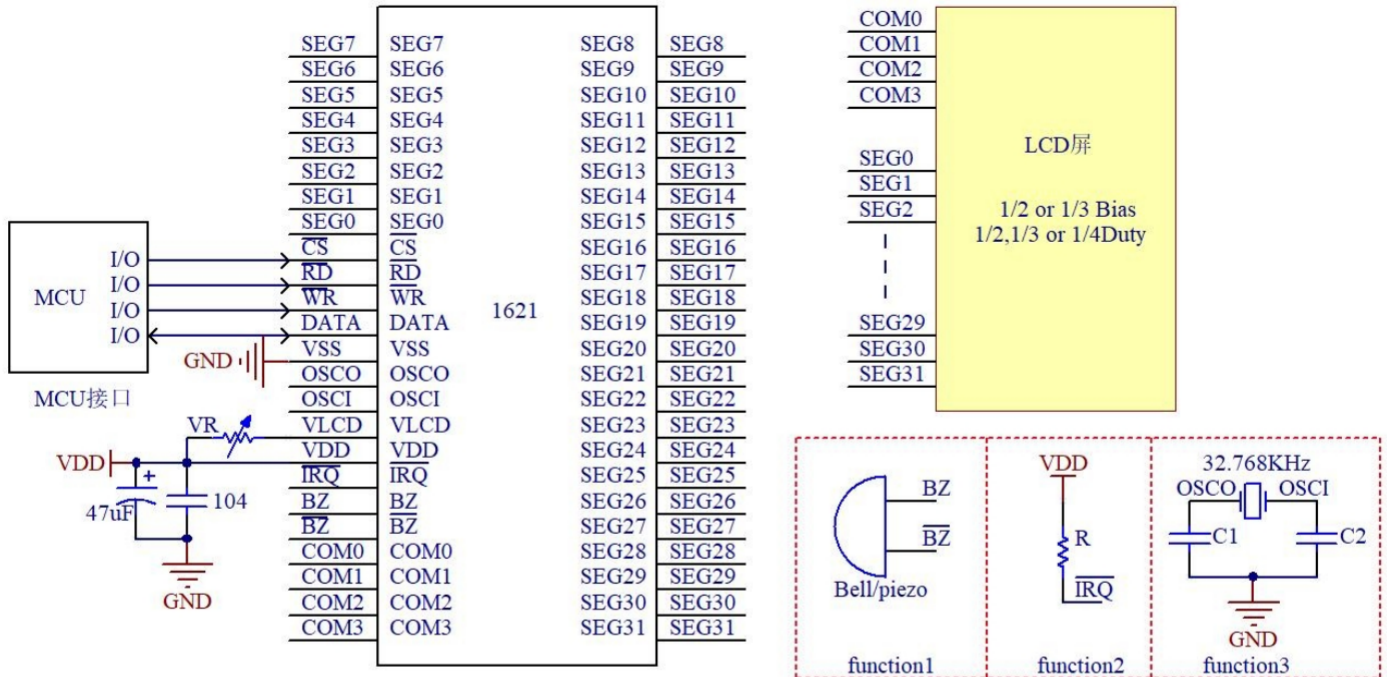 SEG7 SEG7 SEG8 SEG8
SEG6 SEG6 SEG9 SEG9
SEG5 SEG5 SEG10 SEG10
SEG4 SEG4 SEG11 SEG11
SEG3 SEG3 SEG12 SEG12
SEG2 SEG2 SEG13 SEG13
SEG1 SEG1 SEG14 SEG14
SEG0 SEG0 SEG15 SEG15
I/O CS CS SEG16 SEG16
I/O RD RD SEG17 SEG17
MCU I/O WR WR 1621 SEG18 SEG18
I/O DATA DATA SEG19 SEG19
GND VSS VSS SEG20 SEG20
OSCO OSCO SEG21 SEG21
MCU接口 OSCI OSCI SEG22 SEG22
VR VLCD VLCD SEG23 SEG23
VDD VDD VDD SEG24 SEG24
+ IRQ IRQ SEG25 SEG25
47uF 104 BZ BZ SEG26 SEG26
BZ BZ SEG27 SEG27
COM0 COM0 SEG28 SEG28
COM1 COM1 SEG29 SEG29
GND COM2 COM2 SEG30 SEG30
COM3 COM3 SEG31 SEG31
COM0
COM1
COM2
COM3
SEG0
SEG1
SEG2
SEG29
SEG30
SEG31
LCD屏
1/2 or 1/3 Bias
1/2,1/3 or 1/4Duty
BZ
BZ
Bell/piezo
function1
VDD
R
IRQ
function2
32.768KHz
OSCO OSCI
C1 C2
GND
function3